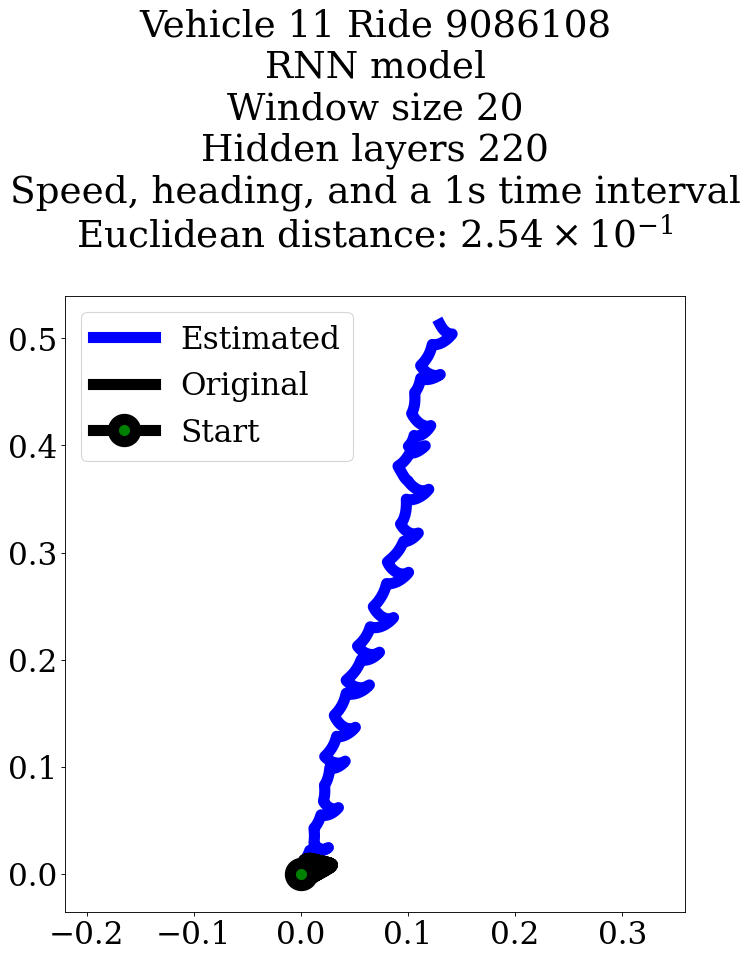 Vehicle 11 Ride 9086108
RNN model
Window size 20
Hidden layers 220
Speed, heading, and a 1s time interval
Euclidean distance: 2.54 × 10⁻¹
Estimated
Original
Start
0.5
0.4
0.3
0.2
0.1
0.0
−0.2 −0.1 0.0 0.1 0.2 0.3